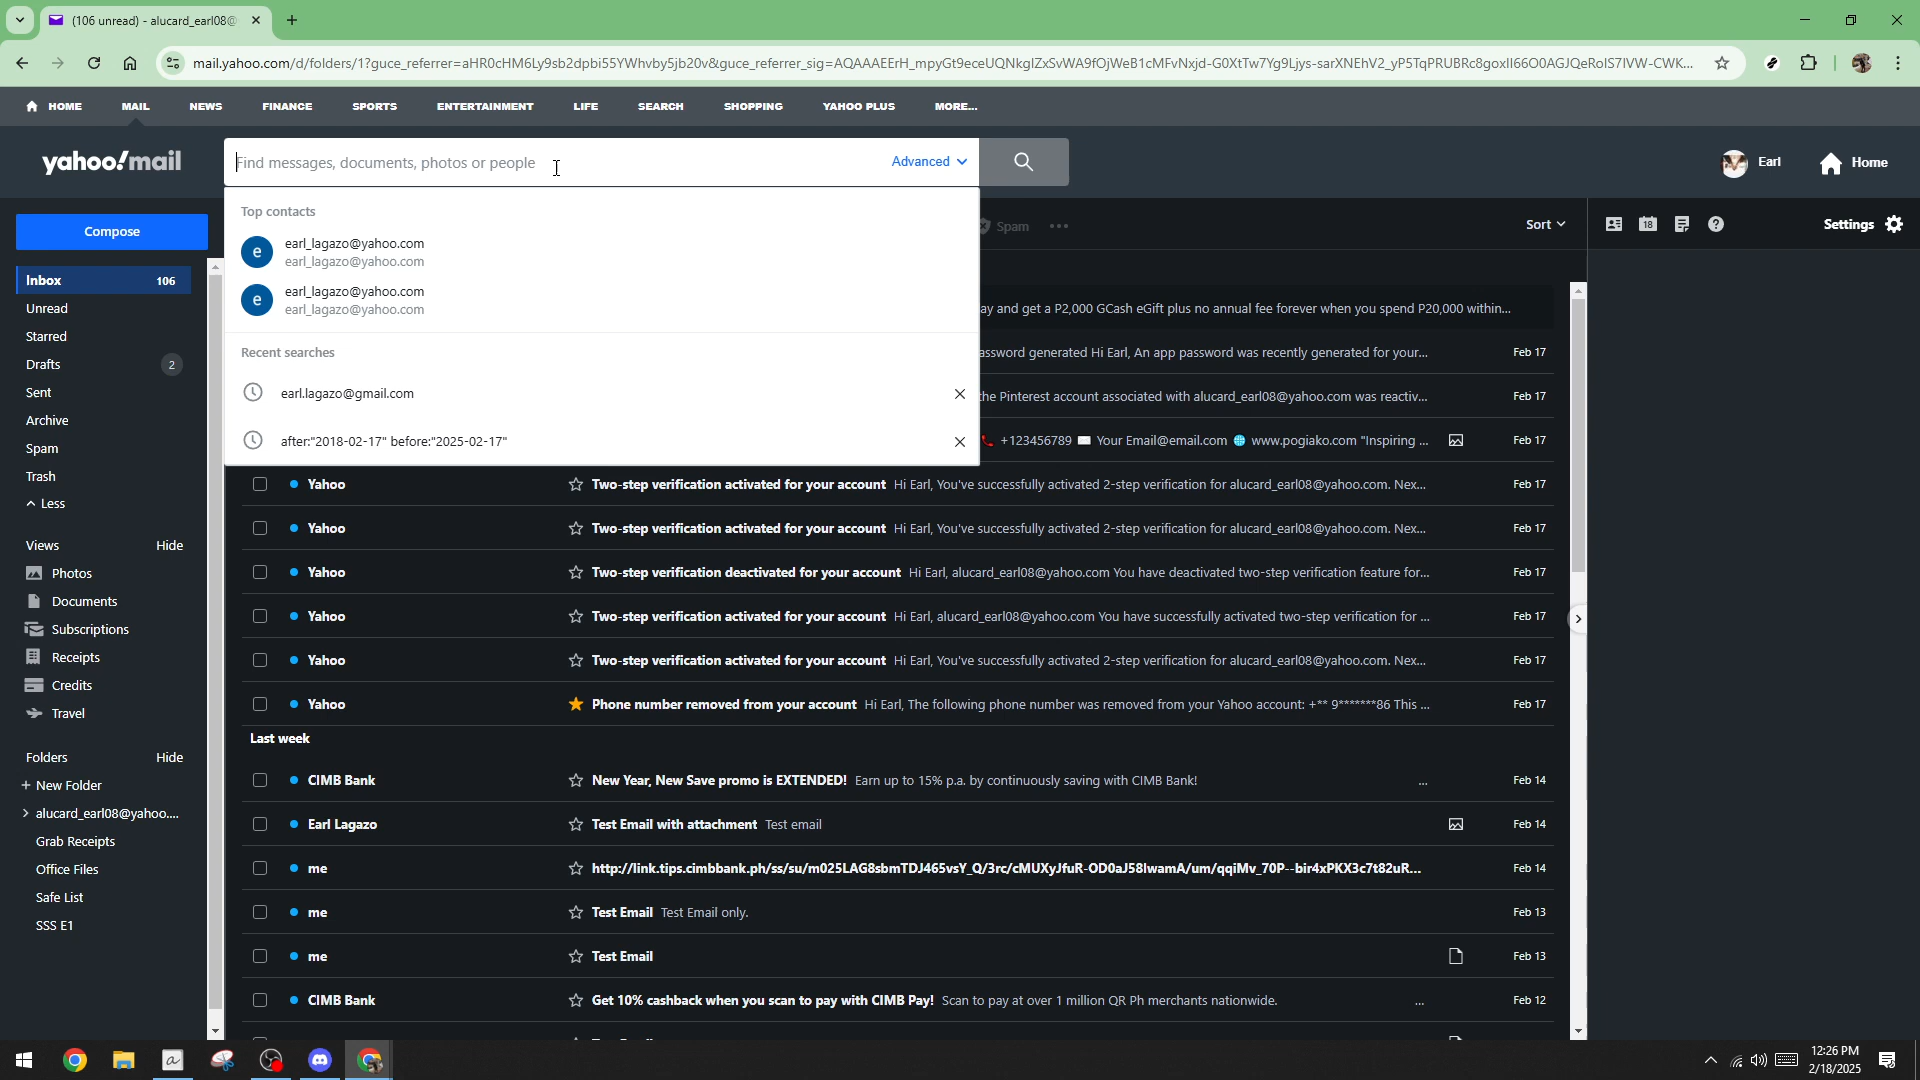 (106 unread) - alucard_earl08@
mail.yahoo.com/d/folders/1?guce_referrer=aHR0cHM6Ly9sb2dpbi55YWhvby5jb20v&guce_referrer_sig=
HOME MAIL NEWS FINANCE SPORTS ENTERTAINMENT LIFE SEARCH SHOPPING YAHOO PLUS MORE...
yahoo!mail
Find messages, documents, photos or people
Advanced
Earl
Home
Compose
Inbox 106
Unread
Starred
Drafts 2
Sent
Archive
Spam
Trash
Less
Views Hide
Photos
Documents
Subscriptions
Receipts
Credits
Travel
Folders Hide
+ New Folder
alucard_earl08@yahoo....
Grab Receipts
Office Files
Safe List
SSS E1
Top contacts
e
earl_lagazo@yahoo.com
earl_lagazo@yahoo.com
e
earl_lagazo@yahoo.com
earl_lagazo@yahoo.com
Recent searches
earl.lagazo@gmail.com
after:"2018-02-17" before:"2025-02-17"
Spam
Sort
18
Settings
ay and get a P2,000 GCash eGift plus no annual fee forever when you spend P20,000 within...
assword generated Hi Earl, An app password was recently generated for your... Feb 17
the Pinterest account associated with alucard_earl08@yahoo.com was reactiv... Feb 17
+123456789 Your Email@email.com www.pogiako.com "Inspiring ... Feb 17
Yahoo Two-step verification activated for your account Hi Earl, You've successfully activated 2-step verification for alucard_earl08@yahoo.com. Nex... Feb 17
Yahoo Two-step verification activated for your account Hi Earl, You've successfully activated 2-step verification for alucard_earl08@yahoo.com. Nex... Feb 17
Yahoo Two-step verification deactivated for your account Hi Earl, alucard_earl08@yahoo.com You have deactivated two-step verification feature for... Feb 17
Yahoo Two-step verification activated for your account Hi Earl, alucard_earl08@yahoo.com You have successfully activated two-step verification for ... Feb 17
Yahoo Two-step verification activated for your account Hi Earl, You've successfully activated 2-step verification for alucard_earl08@yahoo.com. Nex... Feb 17
Yahoo Phone number removed from your account Hi Earl, The following phone number was removed from your Yahoo account: +** 9*******86 This ... Feb 17
Last week
CIMB Bank New Year, New Save promo is EXTENDED! Earn up to 15% p.a. by continuously saving with CIMB Bank! ... Feb 14
Earl Lagazo Test Email with attachment Test email Feb 14
me Feb 14
me Test Email Test Email only. Feb 13
me Test Email Feb 13
CIMB Bank Get 10% cashback when you scan to pay with CIMB Pay! Scan to pay at over 1 million QR Ph merchants nationwide. ... Feb 12
12:26 PM
2/18/2025